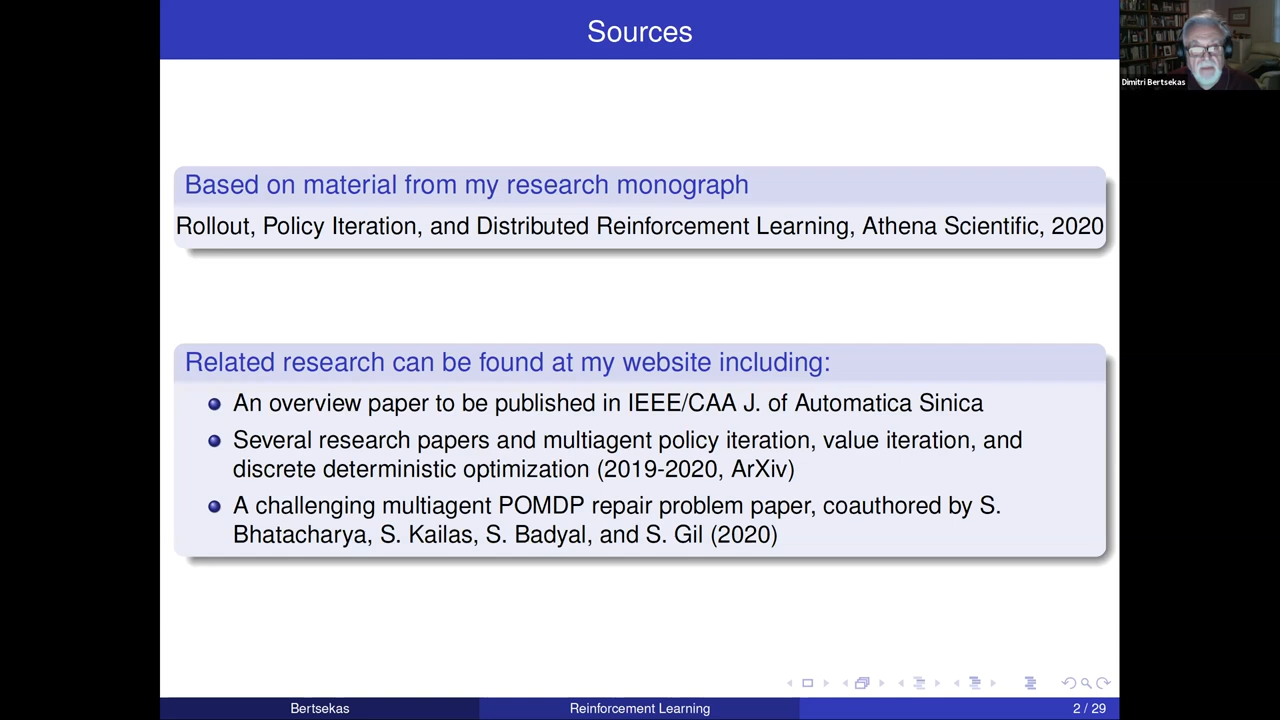 Sources
Dimitri Bertsekas
Based on material from my research monograph
Rollout, Policy Iteration, and Distributed Reinforcement Learning, Athena Scientific, 2020
Related research can be found at my website including:
An overview paper to be published in IEEE/CAA J. of Automatica Sinica
Several research papers and multiagent policy iteration, value iteration, and
discrete deterministic optimization (2019-2020, ArXiv)
A challenging multiagent POMDP repair problem paper, coauthored by S.
Bhatacharya, S. Kailas, S. Badyal, and S. Gil (2020)
Bertsekas
Reinforcement Learning
2 / 29